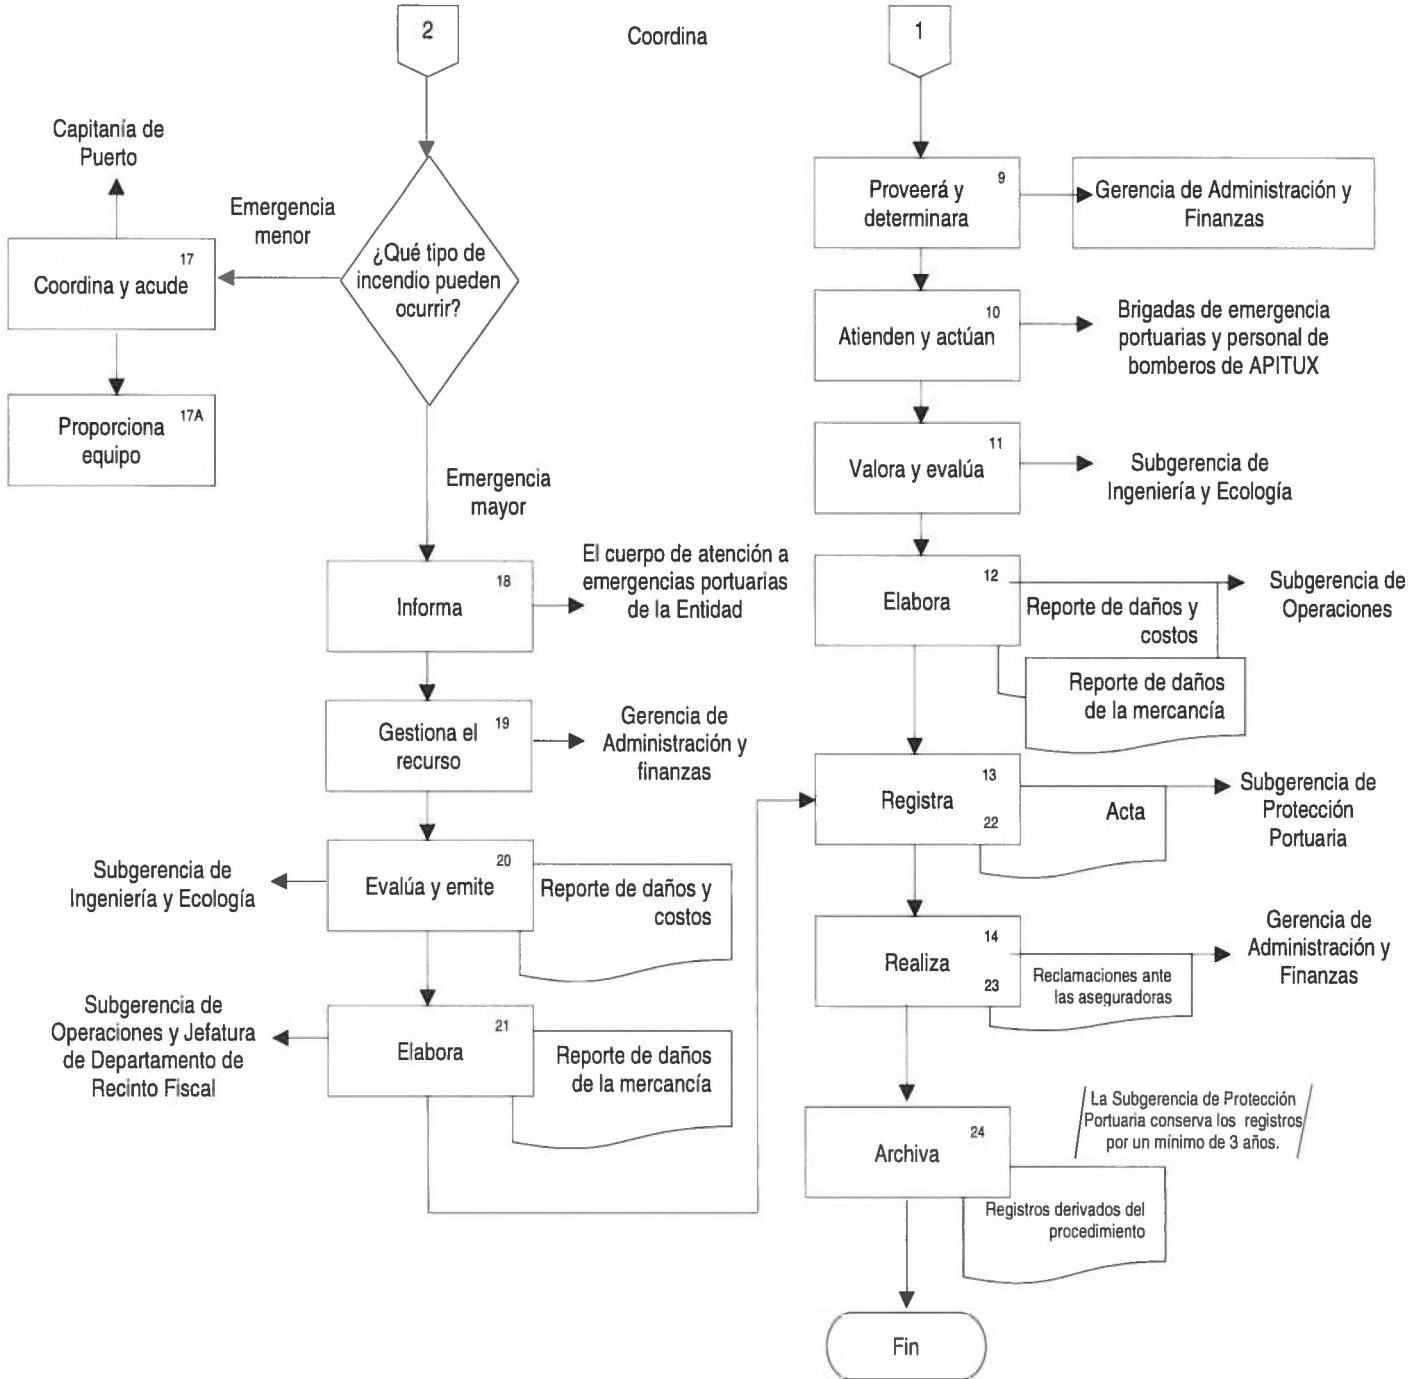 2
Coordina
1
Capitanía de
Puerto
Emergencia
menor
17
Coordina y acude
17A
Proporciona
equipo
¿Qué tipo de
incendio pueden
ocurrir?
Emergencia
mayor
18
Informa
El cuerpo de atención a
emergencias portuarias
de la Entidad
19
Gestiona el
recurso
Gerencia de
Administración y
finanzas
20
Evalúa y emite
Subgerencia de
Ingeniería y Ecología
Reporte de daños y
costos
21
Elabora
Subgerencia de
Operaciones y Jefatura
de Departamento de
Recinto Fiscal
Reporte de daños
de la mercancía
9
Proveerá y
determinara
Gerencia de Administración y
Finanzas
10
Atienden y actúan
Brigadas de emergencia
portuarias y personal de
bomberos de APITUX
11
Valora y evalúa
Subgerencia de
Ingeniería y Ecología
12
Elabora
Reporte de daños y
costos
Reporte de daños
de la mercancía
Subgerencia de
Operaciones
13
Registra
22
Acta
Subgerencia de
Protección
Portuaria
14
Realiza
23
Reclamaciones ante
las aseguradoras
Gerencia de
Administración y
Finanzas
24
Archiva
La Subgerencia de Protección
Portuaria conserva los registros
por un mínimo de 3 años.
Registros derivados del
procedimiento
Fin